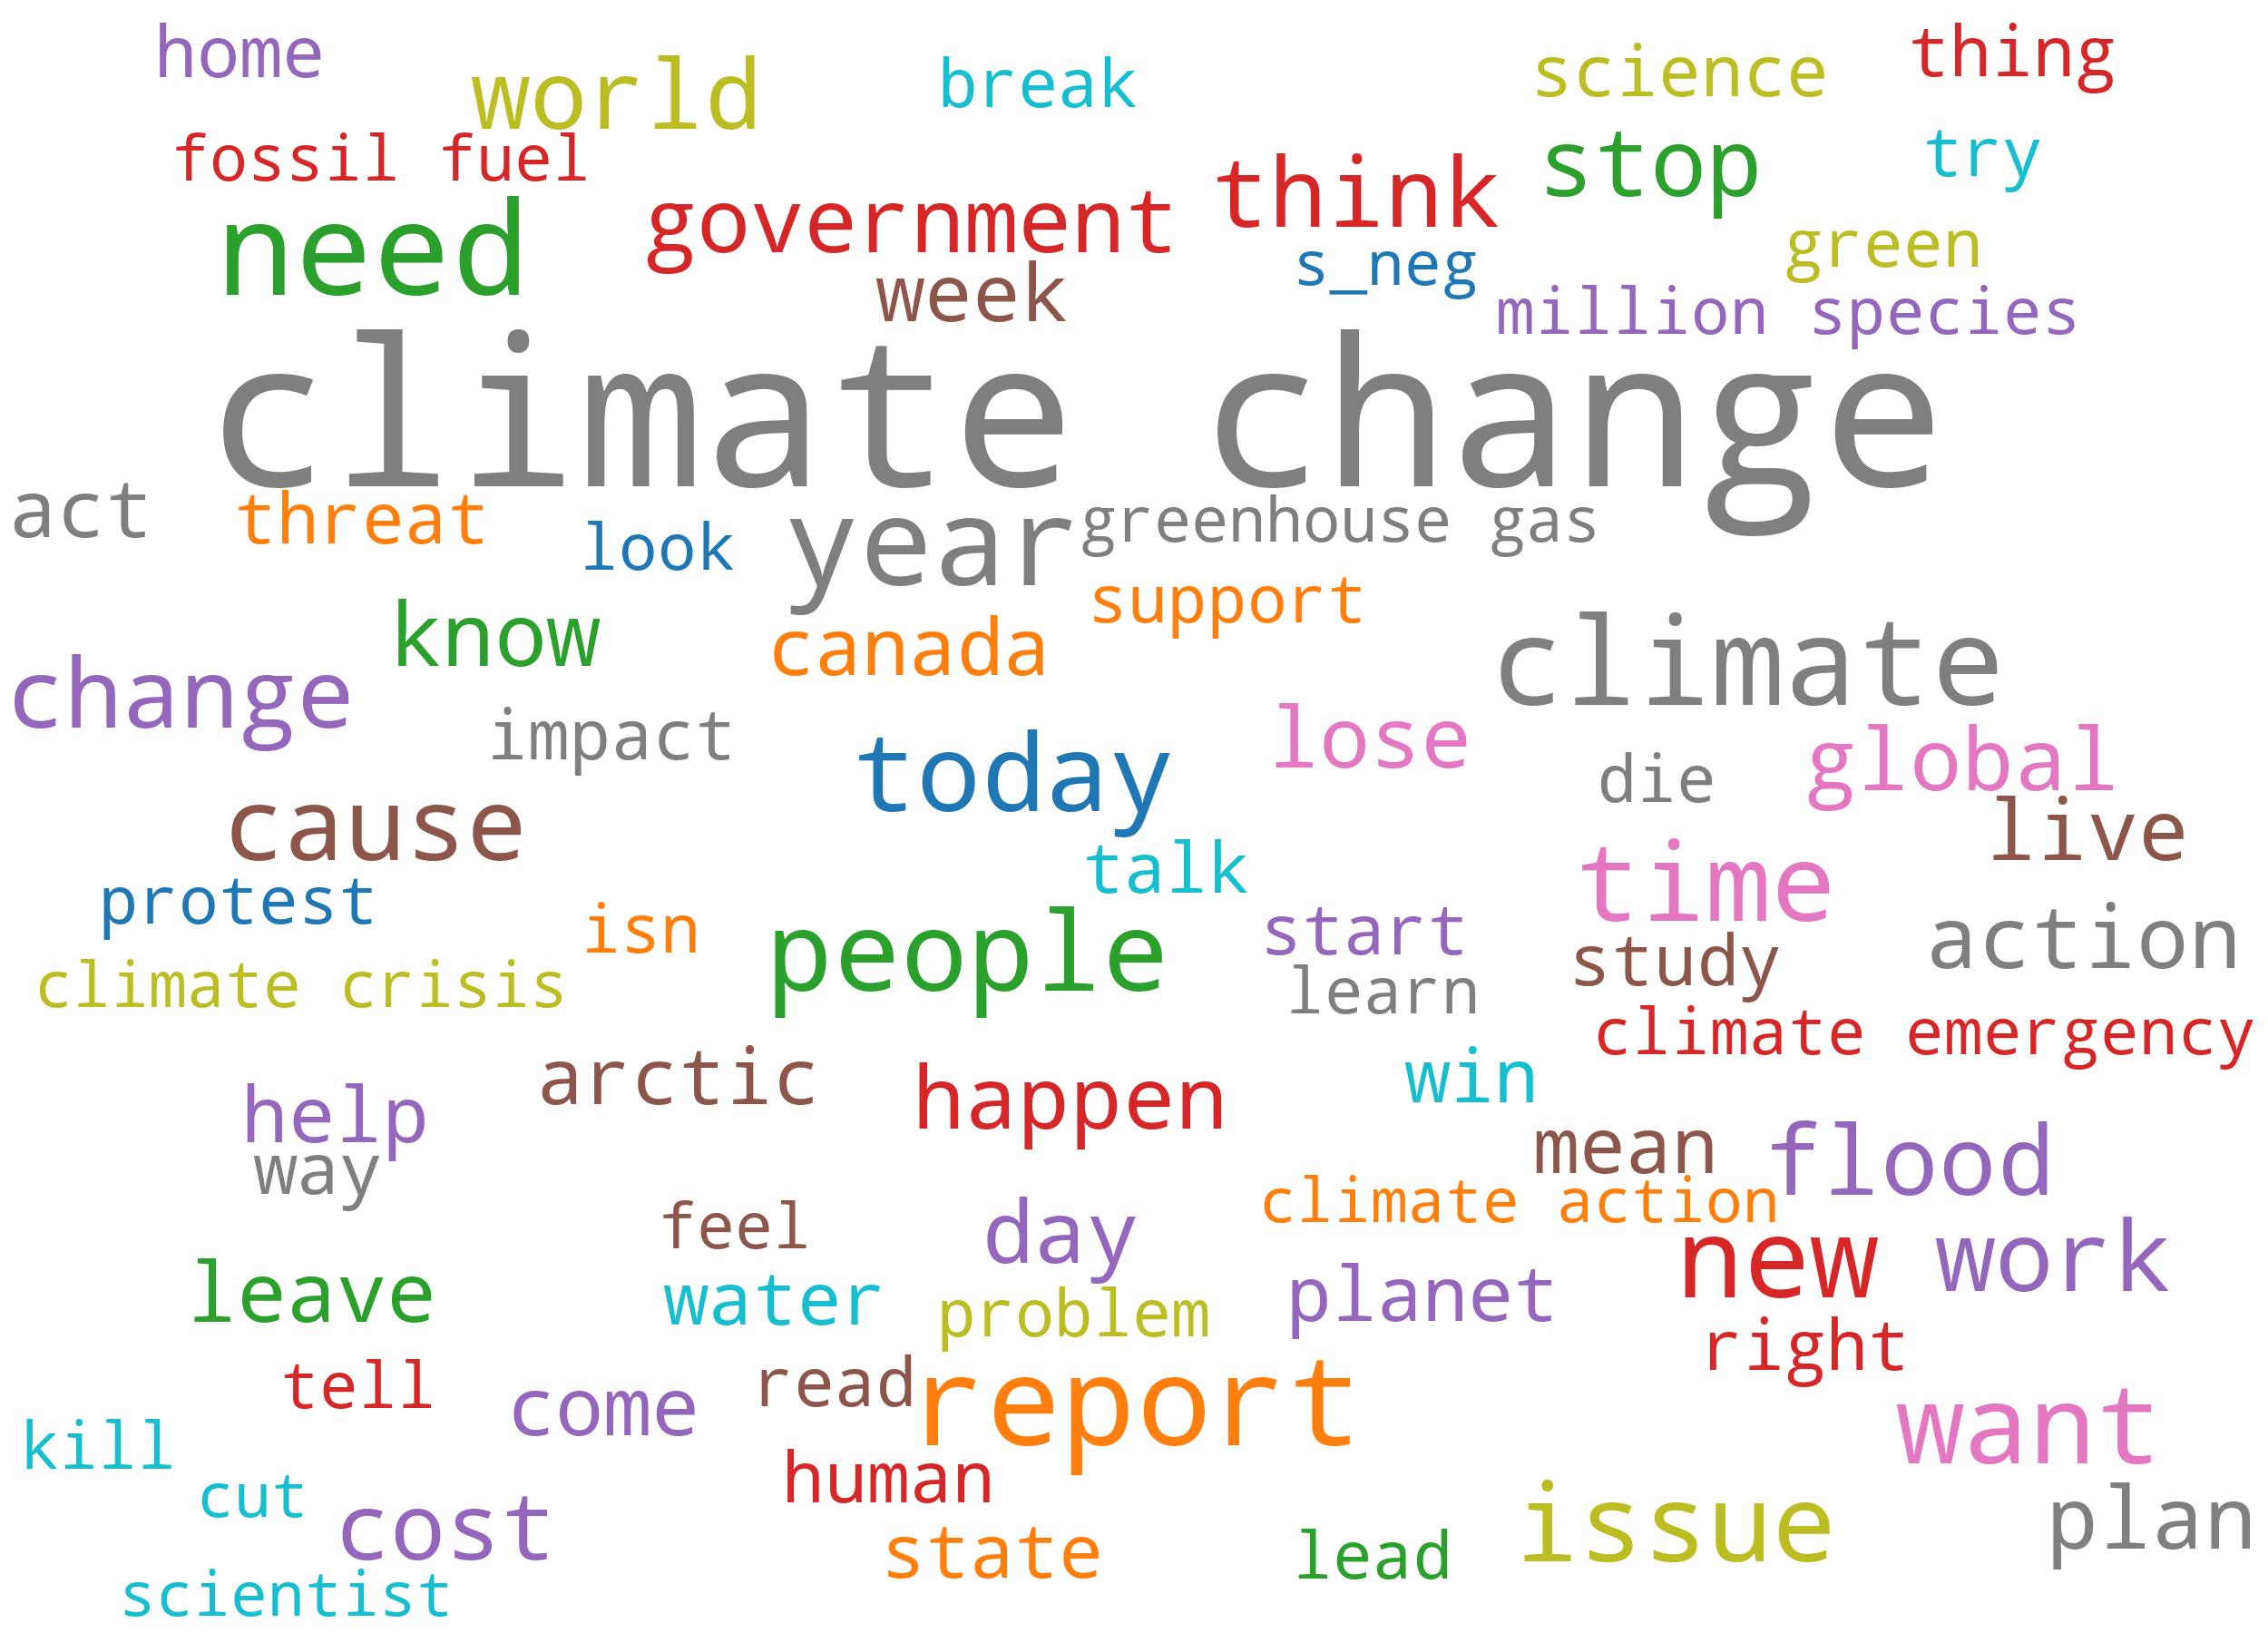 home
world
break
science
thing
fossil fuel
stop
try
need
government
think
s_neg
green
week
million species
climate change
act
threat
look
year
greenhouse gas
support
know
canada
climate
change
impact
today
lose
die
global
cause
talk
time
live
protest
isn
people
start
study
action
climate crisis
learn
climate emergency
arctic
happen
win
help
way
mean
flood
feel
day
climate action
leave
water
problem
planet
new
work
right
tell
come
read
report
want
kill
human
cut
cost
state
lead
issue
plan
scientist